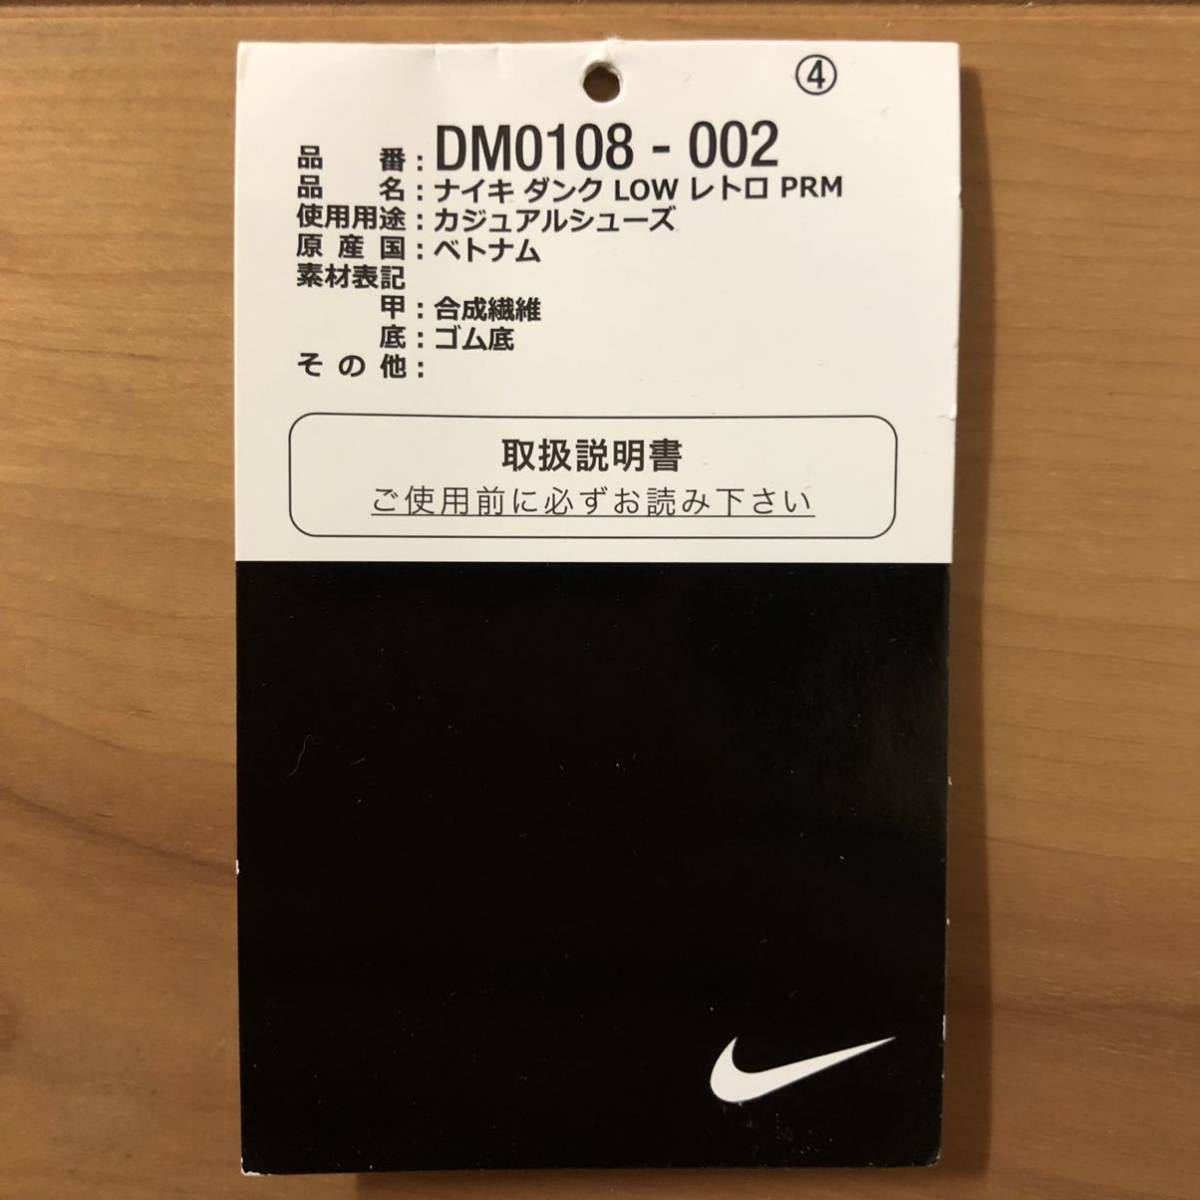 ④
品番:DM0108 - 002
品名:ナイキ ダンク LOW レトロ PRM
使用用途:カジュアルシューズ
原産国:ベトナム
素材表記
甲:合成繊維
底:ゴム底
その他:
取扱説明書
ご使用前に必ずお読み下さい